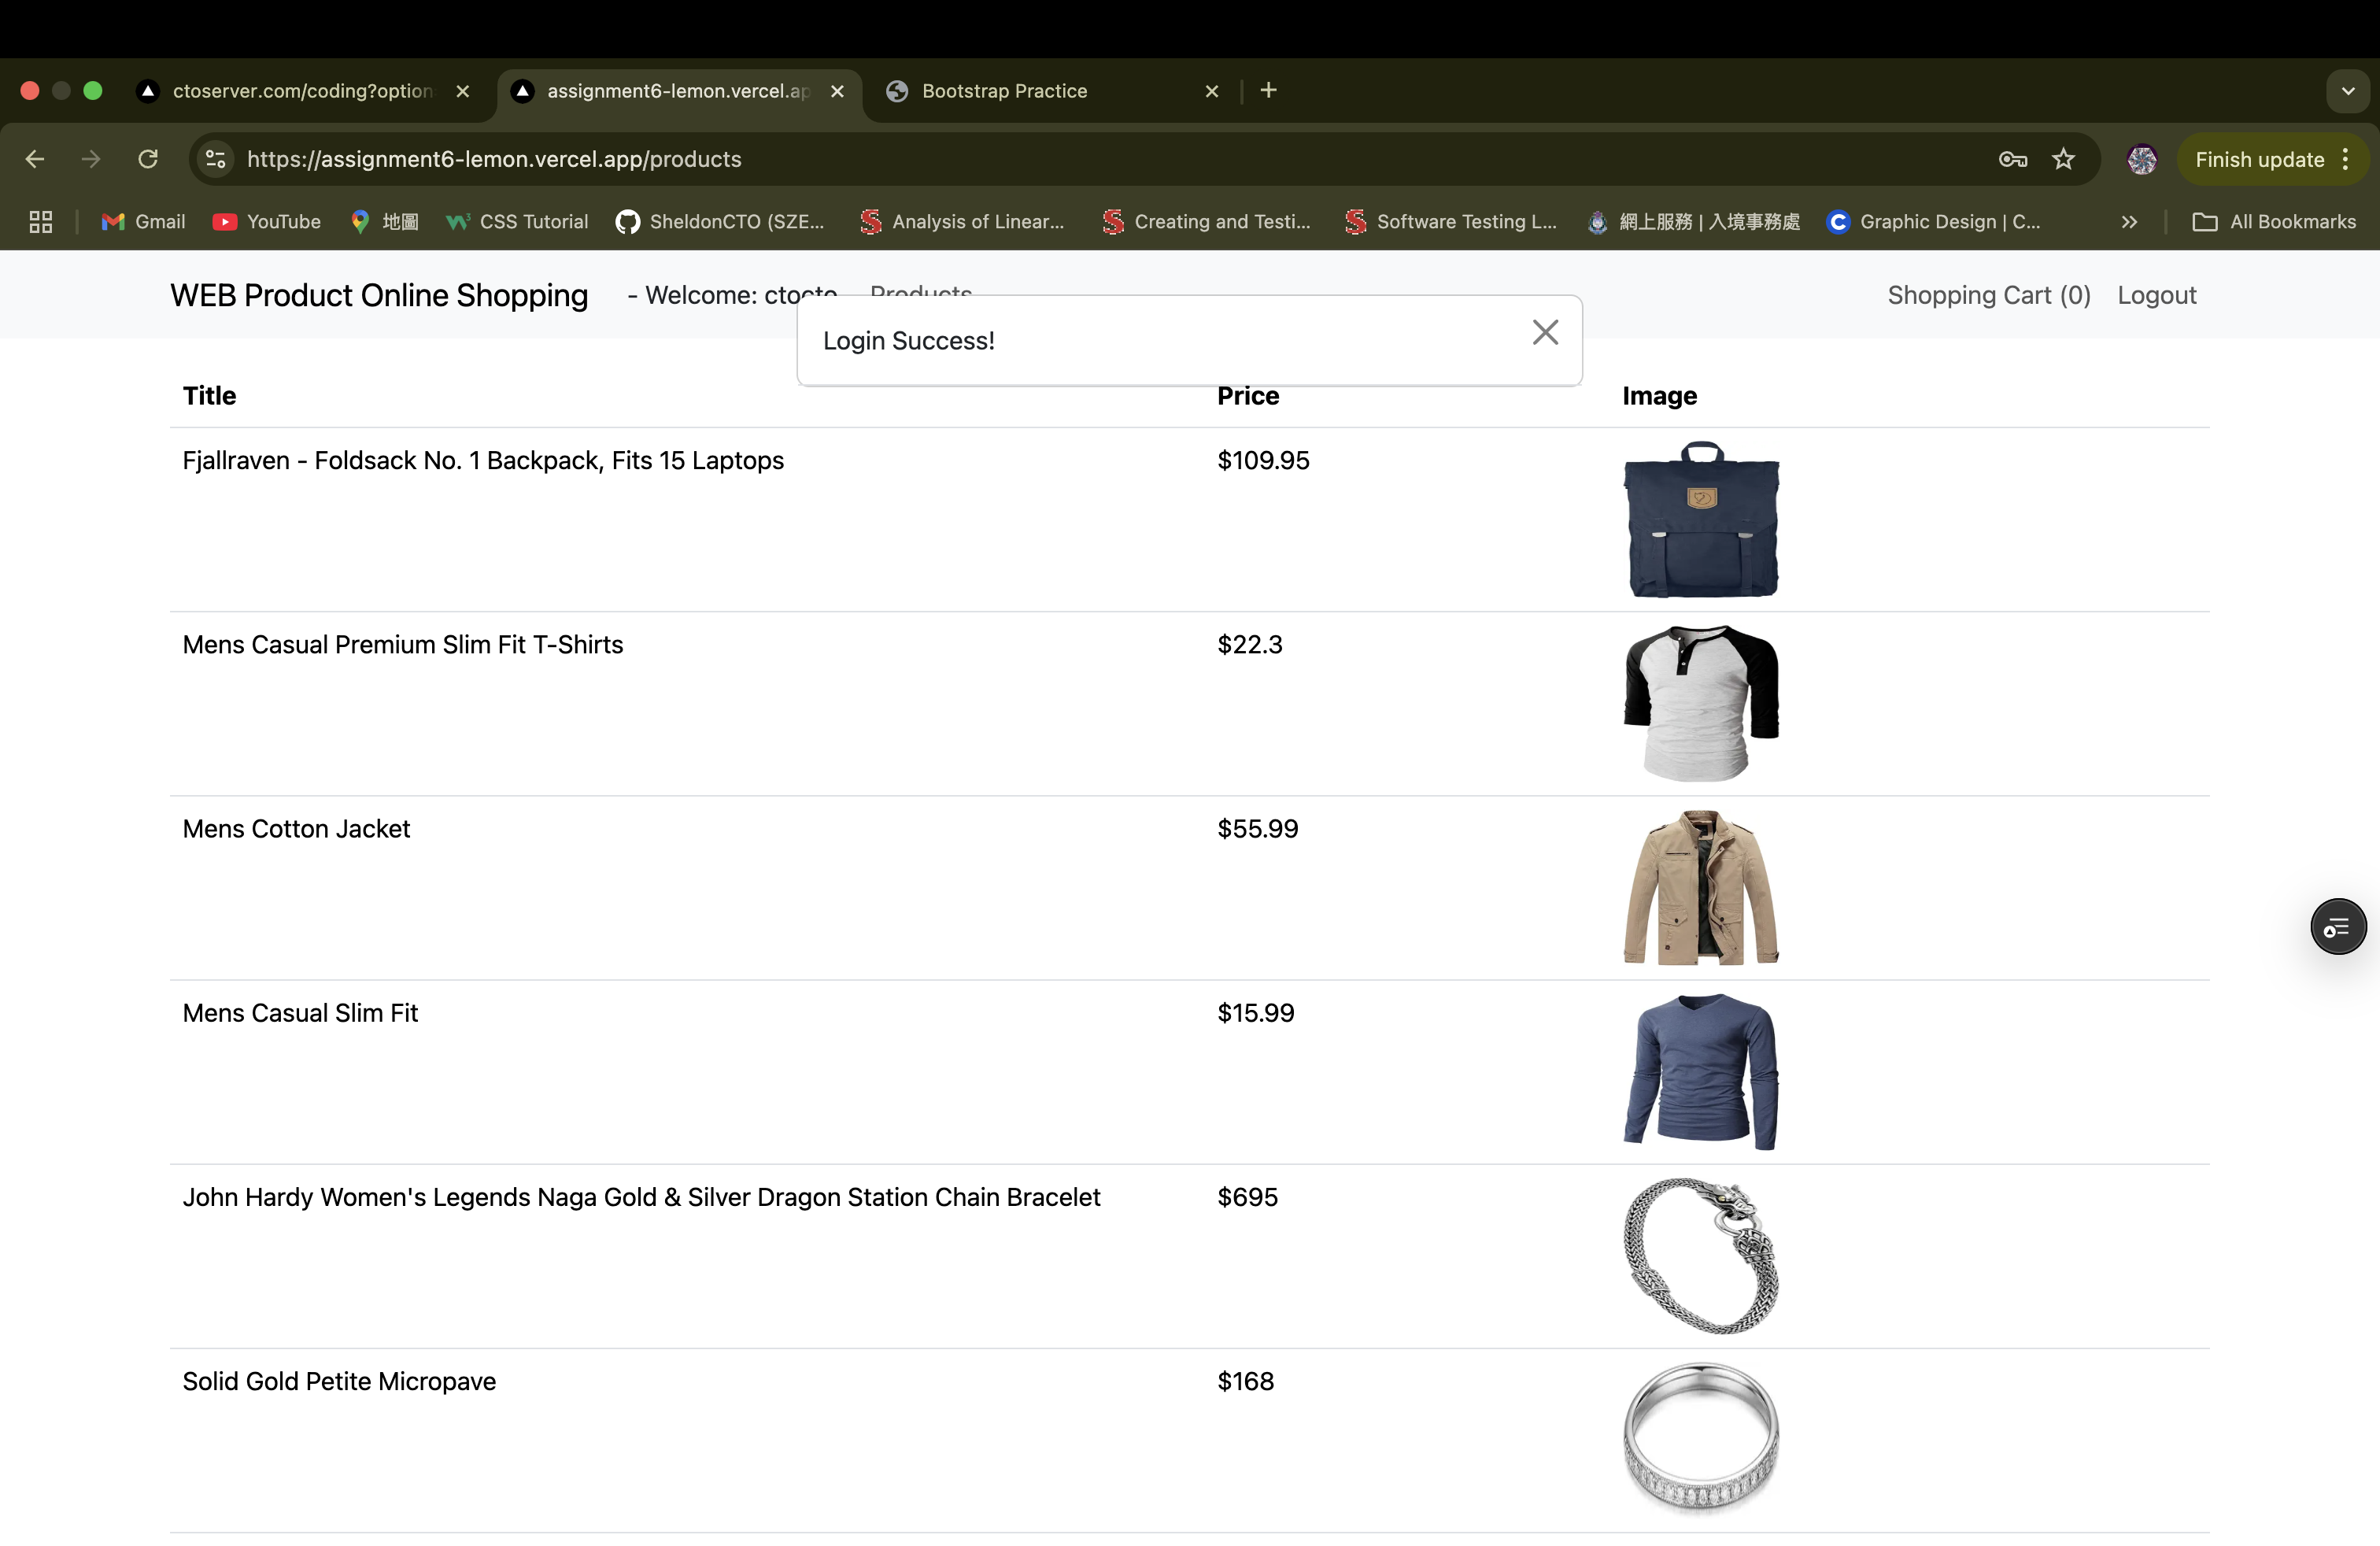 ctoserver.com/coding?option
assignment6-lemon.vercel.ap
Bootstrap Practice
https://assignment6-lemon.vercel.app/products
Finish update
Gmail
YouTube
地圖
CSS Tutorial
SheldonCTO (SZE...
Analysis of Linear...
Creating and Testi...
Software Testing L...
網上服務 | 入境事務處
Graphic Design | C...
All Bookmarks
WEB Product Online Shopping
- Welcome: ctocto
Products
Shopping Cart (0)
Logout
Login Success!
Title Price Image
Fjallraven - Foldsack No. 1 Backpack, Fits 15 Laptops $109.95
Mens Casual Premium Slim Fit T-Shirts $22.3
Mens Cotton Jacket $55.99
Mens Casual Slim Fit $15.99
John Hardy Women's Legends Naga Gold & Silver Dragon Station Chain Bracelet $695
Solid Gold Petite Micropave $168